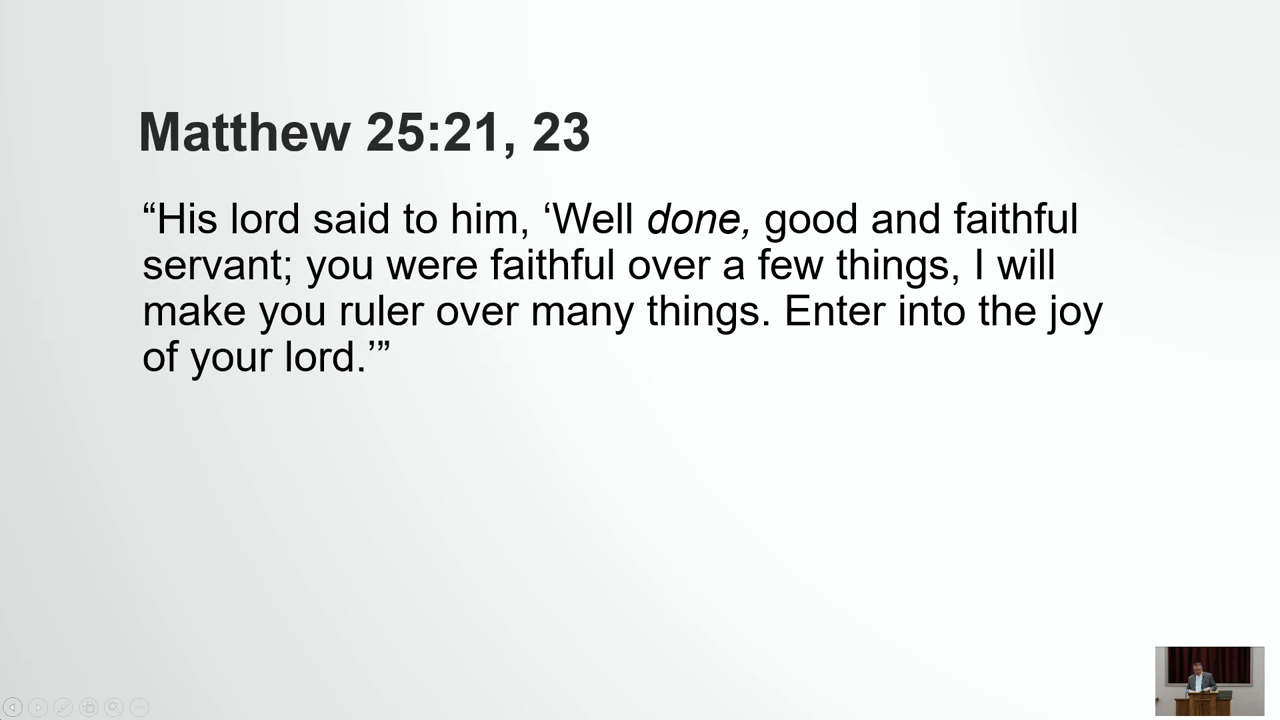 Matthew 25:21, 23
“His lord said to him, ‘Well done, good and faithful
servant; you were faithful over a few things, I will
make you ruler over many things. Enter into the joy
of your lord.’”